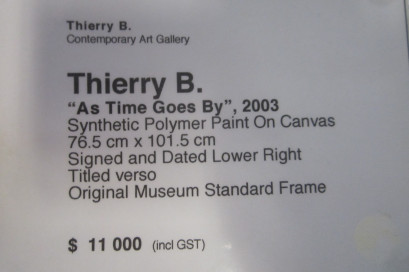 Thierry B.
Contemporary Art Gallery
Thierry B.
"As Time Goes By", 2003
Synthetic Polymer Paint On Canvas
76.5 cm x 101.5 cm
Signed and Dated Lower Right
Titled verso
Original Museum Standard Frame
$ 11 000 (incl GST)